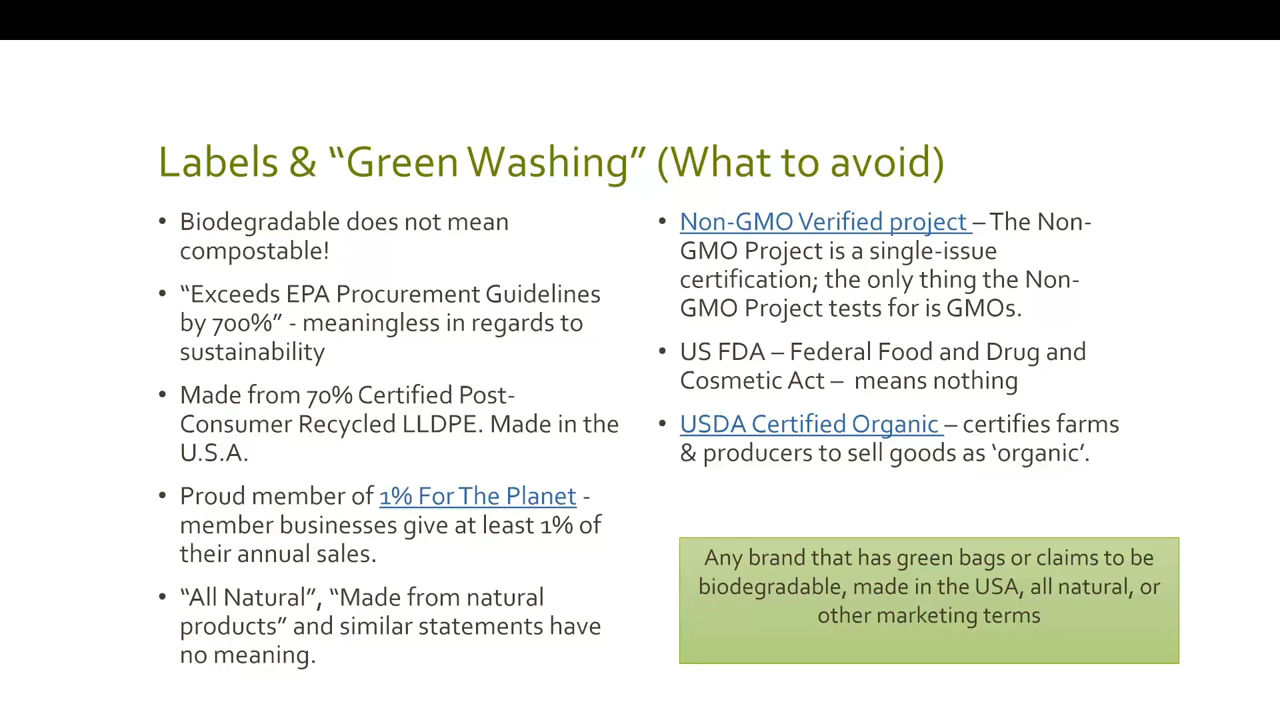 Labels & “Green Washing” (What to avoid)
• Biodegradable does not mean
compostable!
• “Exceeds EPA Procurement Guidelines
by 700%” - meaningless in regards to
sustainability
• Made from 70% Certified Post-
Consumer Recycled LLDPE. Made in the
U.S.A.
• Proud member of 1% For The Planet -
member businesses give at least 1% of
their annual sales.
• “All Natural”, “Made from natural
products” and similar statements have
no meaning.
• Non-GMO Verified project – The Non-
GMO Project is a single-issue
certification; the only thing the Non-
GMO Project tests for is GMOs.
• US FDA – Federal Food and Drug and
Cosmetic Act – means nothing
• USDA Certified Organic – certifies farms
& producers to sell goods as ‘organic’.
Any brand that has green bags or claims to be
biodegradable, made in the USA, all natural, or
other marketing terms